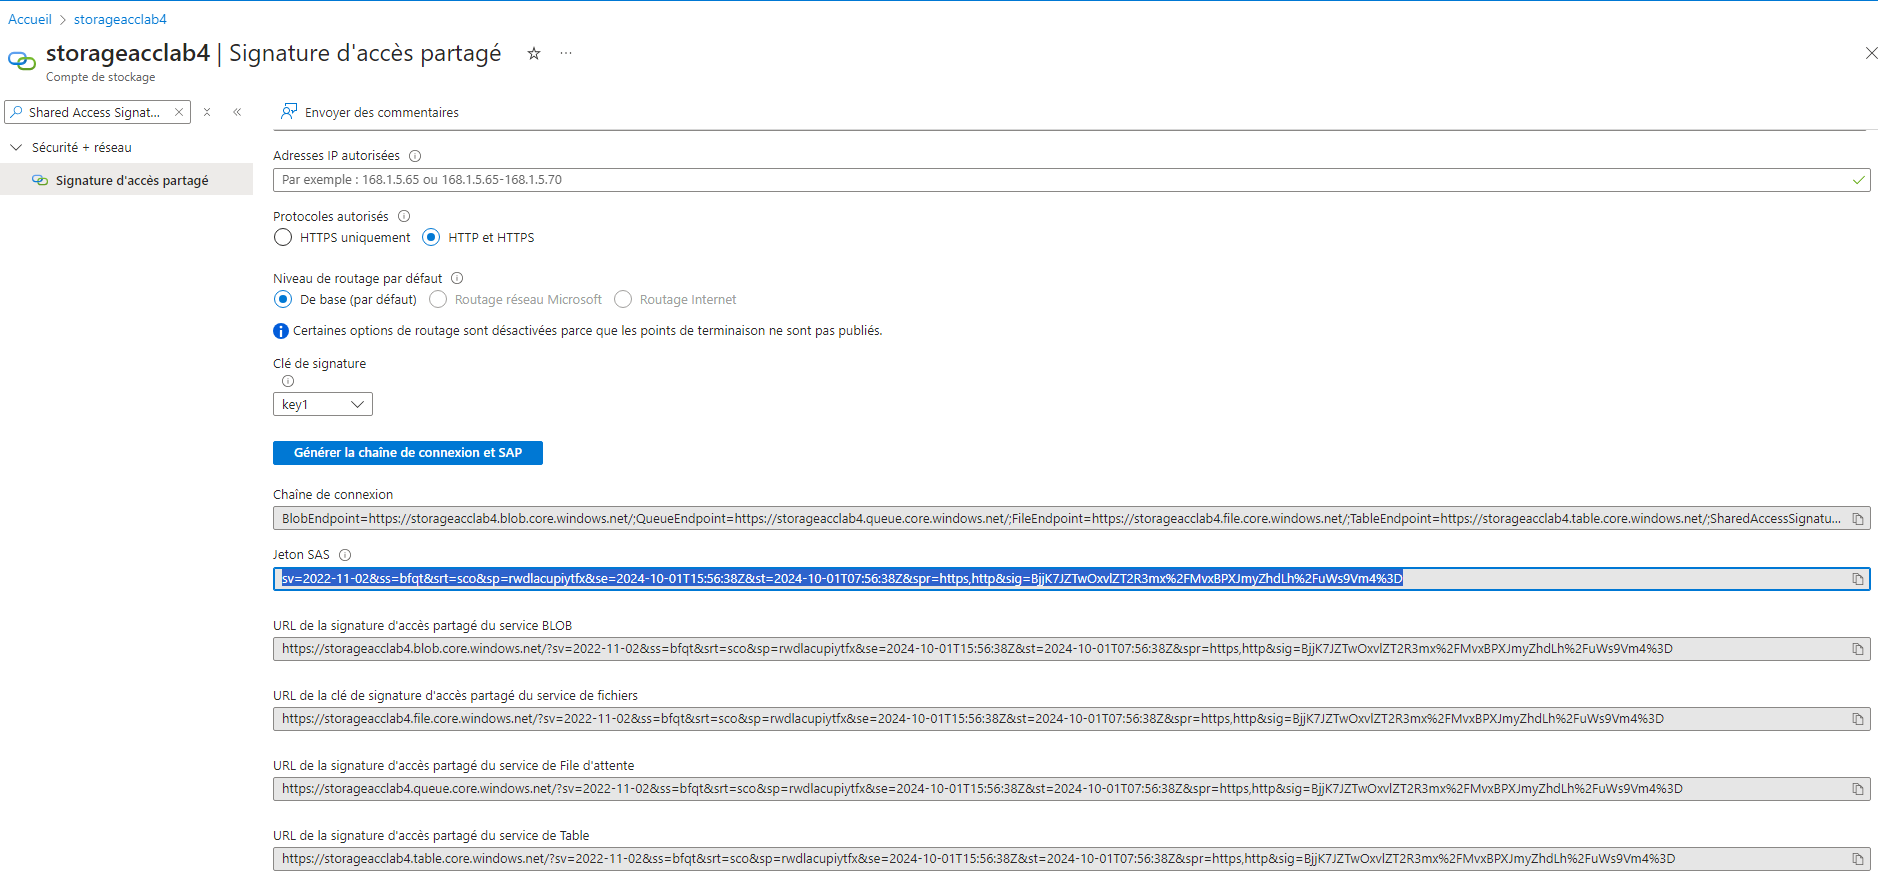 Accueil > storageacclab4
storageacclab4 | Signature d'accès partagé
Compte de stockage
Shared Access Signat...
Envoyer des commentaires
Sécurité + réseau
Signature d'accès partagé
Adresses IP autorisées
Par exemple : 168.1.5.65 ou 168.1.5.65-168.1.5.70
Protocoles autorisés
HTTPS uniquement
HTTP et HTTPS
Niveau de routage par défaut
De base (par défaut)
Routage réseau Microsoft
Routage Internet
Certaines options de routage sont désactivées parce que les points de terminaison ne sont pas publiés.
Clé de signature
key1
Générer la chaîne de connexion et SAP
Chaîne de connexion
BlobEndpoint=https://storageacclab4.blob.core.windows.net/;QueueEndpoint=https://storageacclab4.queue.core.windows.net/;FileEndpoint=https://storageacclab4.file.core.windows.net/;TableEndpoint=https://storageacclab4.table.core.windows.net/;SharedAccessSignatu...
Jeton SAS
sv=2022-11-02&ss=bfqt&srt=sco&sp=rwdlacupiytfx&se=2024-10-01T15:56:38Z&st=2024-10-01T07:56:38Z&spr=https,http&sig=BjjK7JZTwOxvlZT2R3mx%2FMvxBPXJmyZhdLh%2FuWs9Vm4%3D
URL de la signature d'accès partagé du service BLOB
https://storageacclab4.blob.core.windows.net/?sv=2022-11-02&ss=bfqt&srt=sco&sp=rwdlacupiytfx&se=2024-10-01T15:56:38Z&st=2024-10-01T07:56:38Z&spr=https,http&sig=BjjK7JZTwOxvlZT2R3mx%2FMvxBPXJmyZhdLh%2FuWs9Vm4%3D
URL de la clé de signature d'accès partagé du service de fichiers
https://storageacclab4.file.core.windows.net/?sv=2022-11-02&ss=bfqt&srt=sco&sp=rwdlacupiytfx&se=2024-10-01T15:56:38Z&st=2024-10-01T07:56:38Z&spr=https,http&sig=BjjK7JZTwOxvlZT2R3mx%2FMvxBPXJmyZhdLh%2FuWs9Vm4%3D
URL de la signature d'accès partagé du service de File d'attente
https://storageacclab4.queue.core.windows.net/?sv=2022-11-02&ss=bfqt&srt=sco&sp=rwdlacupiytfx&se=2024-10-01T15:56:38Z&st=2024-10-01T07:56:38Z&spr=https,http&sig=BjjK7JZTwOxvlZT2R3mx%2FMvxBPXJmyZhdLh%2FuWs9Vm4%3D
URL de la signature d'accès partagé du service de Table
https://storageacclab4.table.core.windows.net/?sv=2022-11-02&ss=bfqt&srt=sco&sp=rwdlacupiytfx&se=2024-10-01T15:56:38Z&st=2024-10-01T07:56:38Z&spr=https,http&sig=BjjK7JZTwOxvlZT2R3mx%2FMvxBPXJmyZhdLh%2FuWs9Vm4%3D